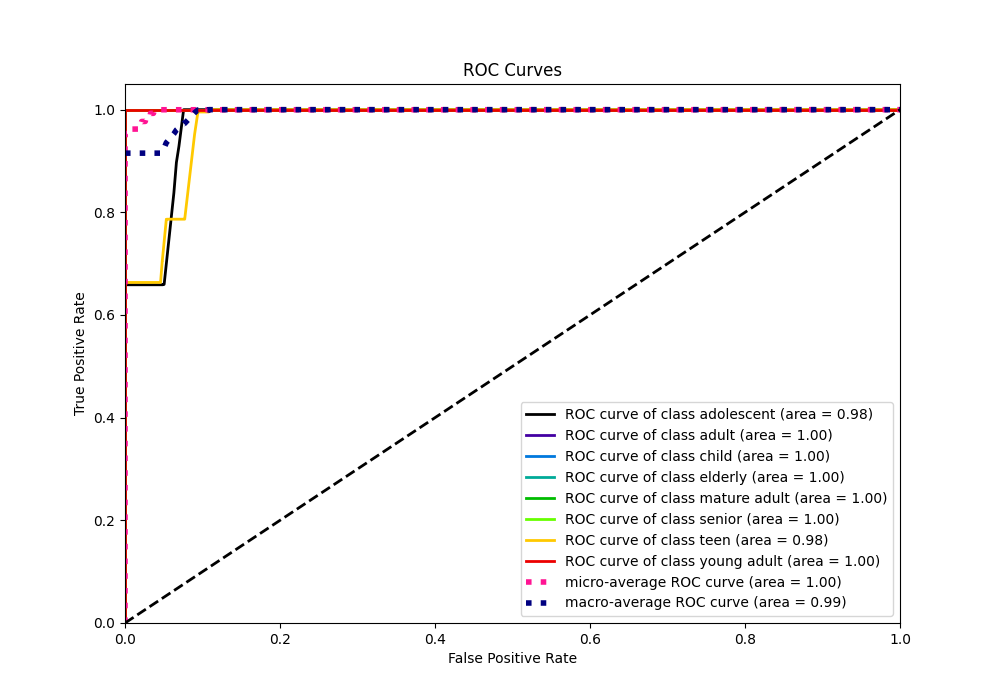 ROC Curves
True Positive Rate
1.0
0.8
0.6
0.4
0.2
0.0
ROC curve of class adolescent (area = 0.98)
ROC curve of class adult (area = 1.00)
ROC curve of class child (area = 1.00)
ROC curve of class elderly (area = 1.00)
ROC curve of class mature adult (area = 1.00)
ROC curve of class senior (area = 1.00)
ROC curve of class teen (area = 0.98)
ROC curve of class young adult (area = 1.00)
micro-average ROC curve (area = 1.00)
macro-average ROC curve (area = 0.99)
0.0 0.2 0.4 0.6 0.8 1.0
False Positive Rate